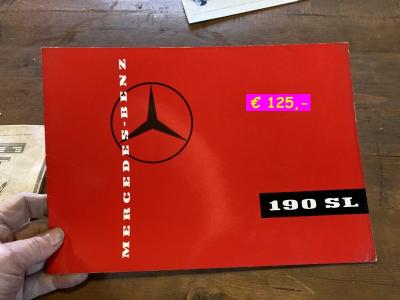 MERCEDES-BENZ
€ 125,-
190 SL